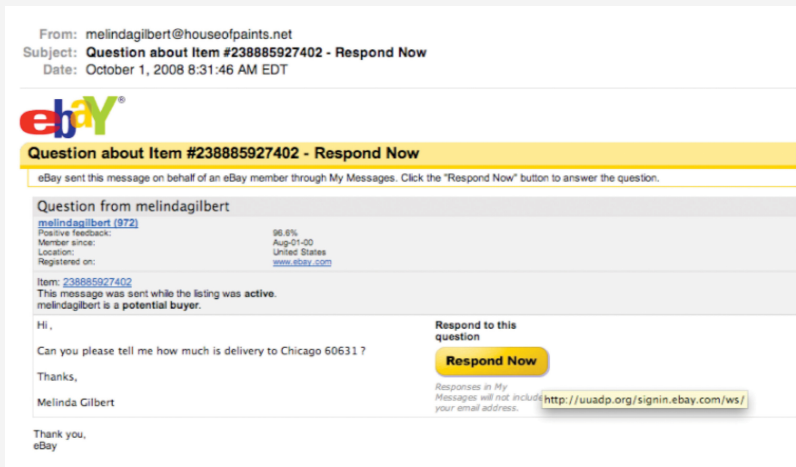 From: melindagilbert@houseofpaints.net
Subject: Question about Item #238885927402 - Respond Now
Date: October 1, 2008 8:31:46 AM EDT
ebaY®
Question about Item #238885927402 - Respond Now
eBay sent this message on behalf of an eBay member through My Messages. Click the "Respond Now" button to answer the question.
Question from melindagilbert
melindagilbert (972)
Positive feedback: 96.6%
Member since: Aug-01-00
Location: United States
Registered on: www.ebay.com
Item: 238885927402
This message was sent while the listing was active.
melindagilbert is a potential buyer.
Hi ,
Can you please tell me how much is delivery to Chicago 60631 ?
Thanks,
Melinda Gilbert
Respond to this
question
Respond Now
Responses in My
Messages will not include
your email address.
http://uuadp.org/signin.ebay.com/ws/
Thank you,
eBay